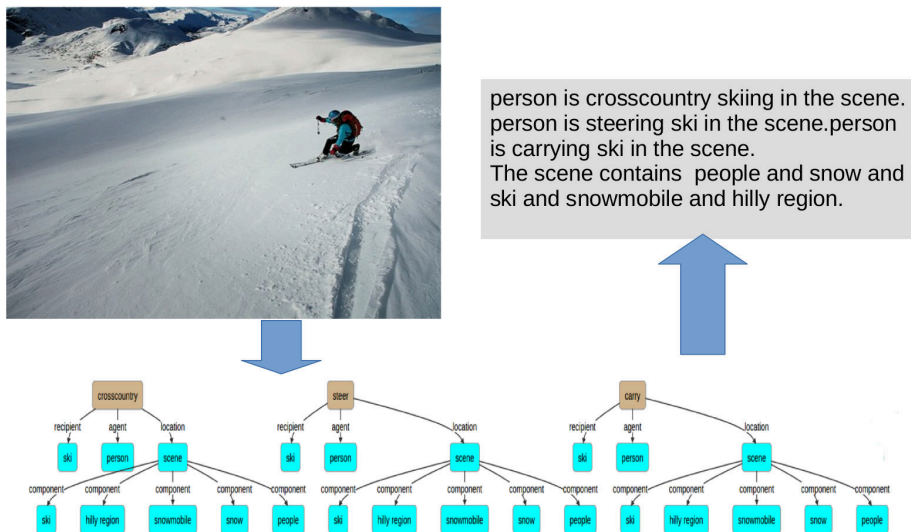 person is crosscountry skiing in the scene.
person is steering ski in the scene.person
is carrying ski in the scene.
The scene contains  people and snow and
ski and snowmobile and hilly region.
crosscountry steer carry
recipient agent location recipient agent location recipient agent location
ski person scene ski person scene ski person scene
component component component component component component component component component component component component component component component
ski hilly region snowmobile snow people ski hilly region snowmobile snow people ski hilly region snowmobile snow people